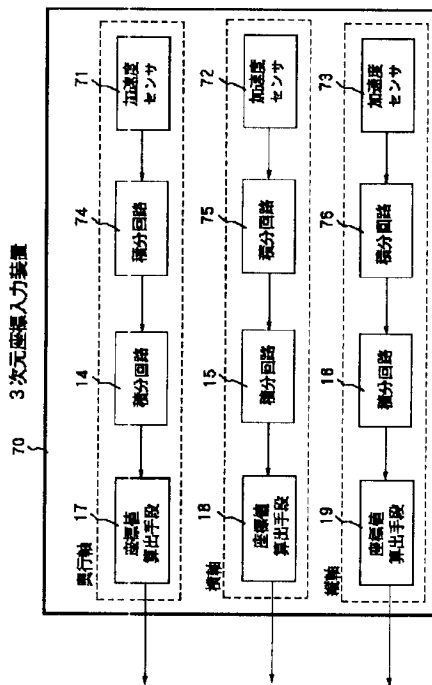 3次元座標入力装置
70
奥行軸
17
座標値
算出手段
14
積分回路
74
積分回路
71
加速度
センサ
横軸
18
座標値
算出手段
15
積分回路
75
積分回路
72
加速度
センサ
縦軸
19
座標値
算出手段
16
積分回路
76
積分回路
73
加速度
センサ